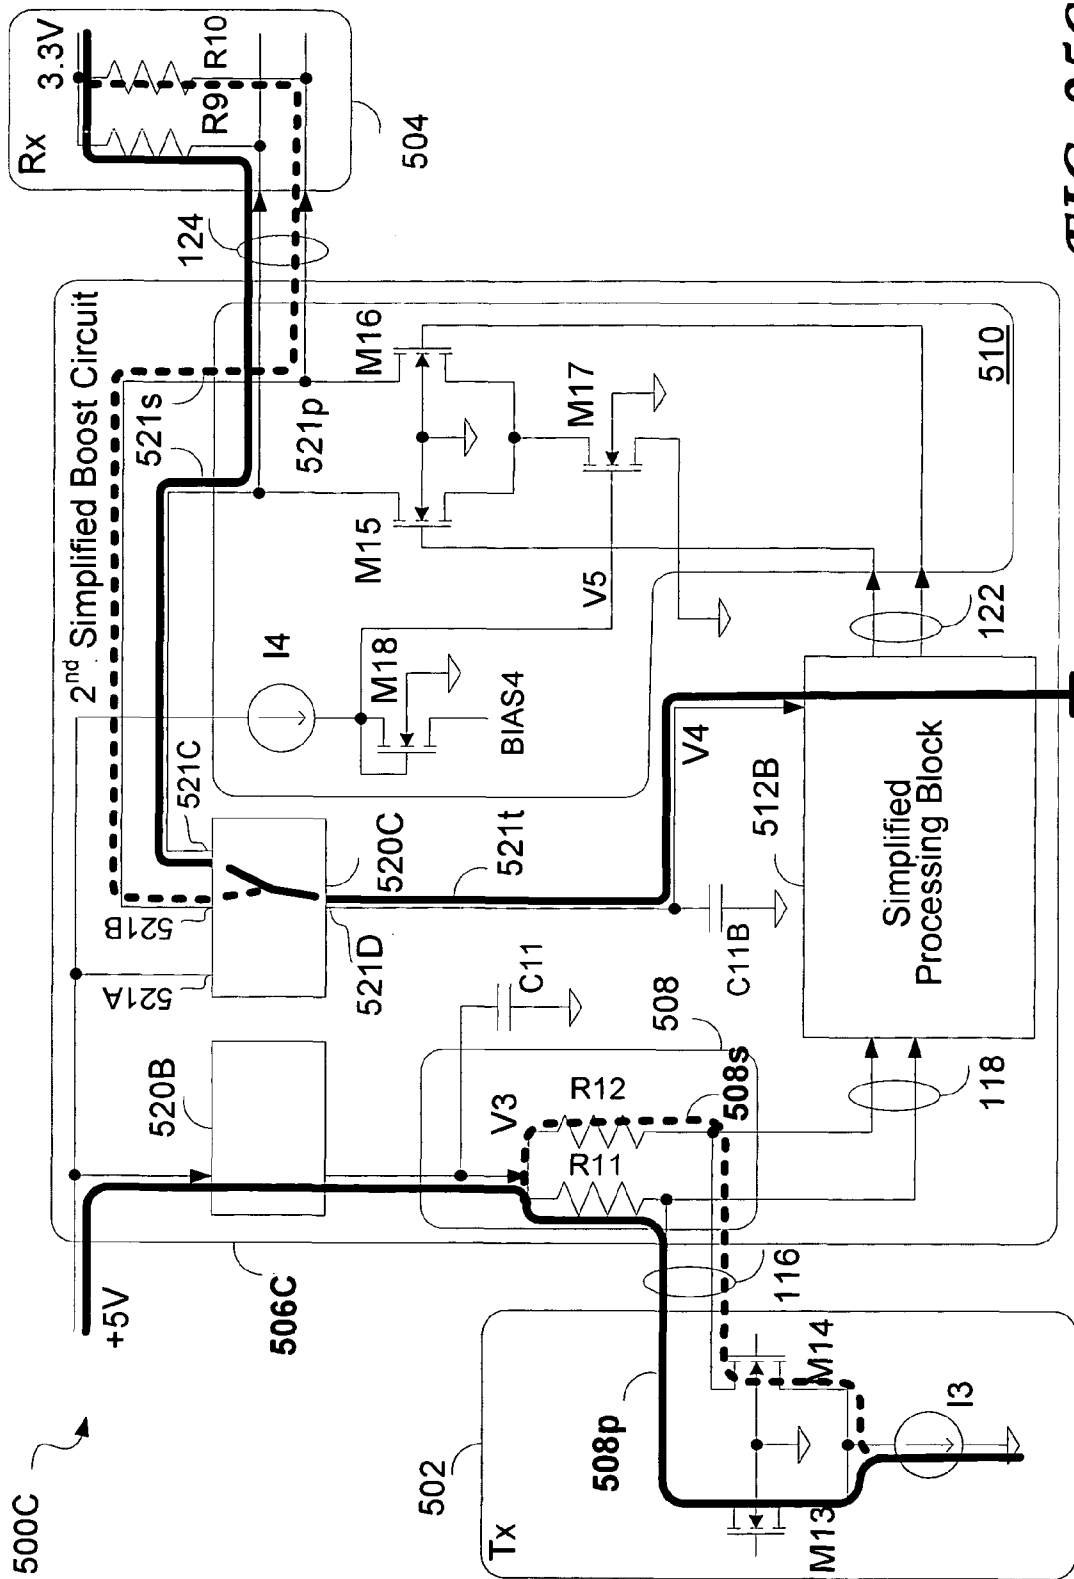 500C
+5V
506C
2nd Simplified Boost Circuit
Rx
3.3V
R9
R10
504
124
520B
521A
521B
521C
521D
520C
521t
521s
521
521p
I4
M18
BIAS4
V5
M15
M16
M17
510
C11
C11B
V4
V3
R11
R12
508
508s
508p
512B
Simplified
Processing Block
118
122
116
502
Tx
M13
M14
I3